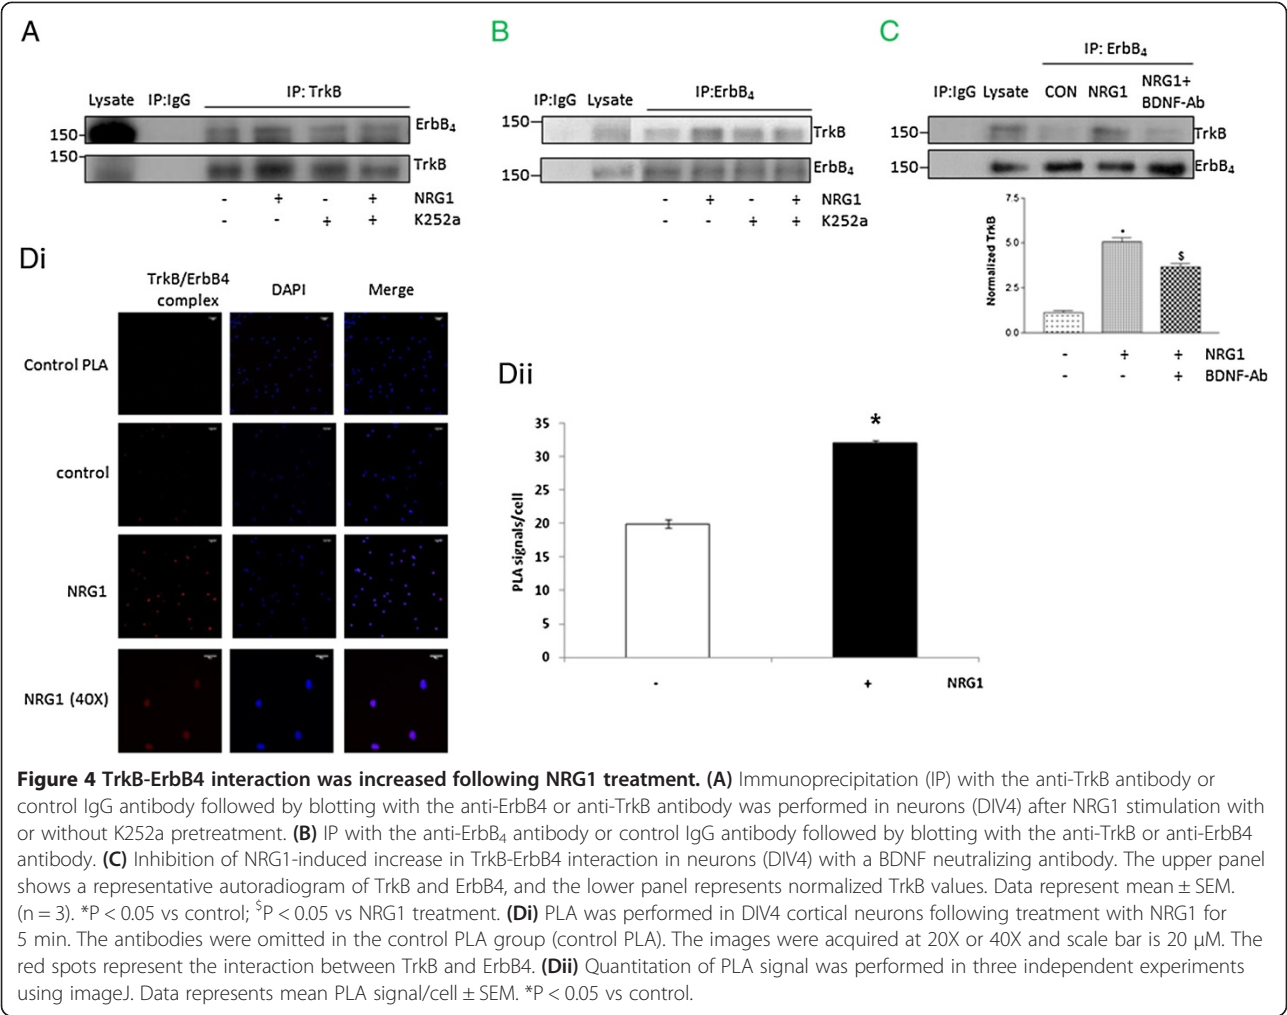 A
IP: TrkB
Lysate IP:IgG
150 ErbB4
150 TrkB
- + - + NRG1
- - + + K252a
B
IP:ErbB4
IP:IgG Lysate
150 TrkB
150 ErbB4
- + - + NRG1
- - + + K252a
C
IP: ErbB4
IP:IgG Lysate CON NRG1 NRG1+ BDNF-Ab
150 TrkB
150 ErbB4
Normalized TrkB
7.5
5.0
2.5
0.0
* $
- + + NRG1
- - + BDNF-Ab
Di
TrkB/ErbB4 complex DAPI Merge
Control PLA
control
NRG1
NRG1 (40X)
Dii
PLA signals/cell
35
30
25
20
15
10
5
0
*
- + NRG1
Figure 4 TrkB-ErbB4 interaction was increased following NRG1 treatment. (A) Immunoprecipitation (IP) with the anti-TrkB antibody or
control IgG antibody followed by blotting with the anti-ErbB4 or anti-TrkB antibody was performed in neurons (DIV4) after NRG1 stimulation with
or without K252a pretreatment. (B) IP with the anti-ErbB4 antibody or control IgG antibody followed by blotting with the anti-TrkB or anti-ErbB4
antibody. (C) Inhibition of NRG1-induced increase in TrkB-ErbB4 interaction in neurons (DIV4) with a BDNF neutralizing antibody. The upper panel
shows a representative autoradiogram of TrkB and ErbB4, and the lower panel represents normalized TrkB values. Data represent mean ± SEM.
(n = 3). *P < 0.05 vs control; $P < 0.05 vs NRG1 treatment. (Di) PLA was performed in DIV4 cortical neurons following treatment with NRG1 for
5 min. The antibodies were omitted in the control PLA group (control PLA). The images were acquired at 20X or 40X and scale bar is 20 μM. The
red spots represent the interaction between TrkB and ErbB4. (Dii) Quantitation of PLA signal was performed in three independent experiments
using imageJ. Data represents mean PLA signal/cell ± SEM. *P < 0.05 vs control.